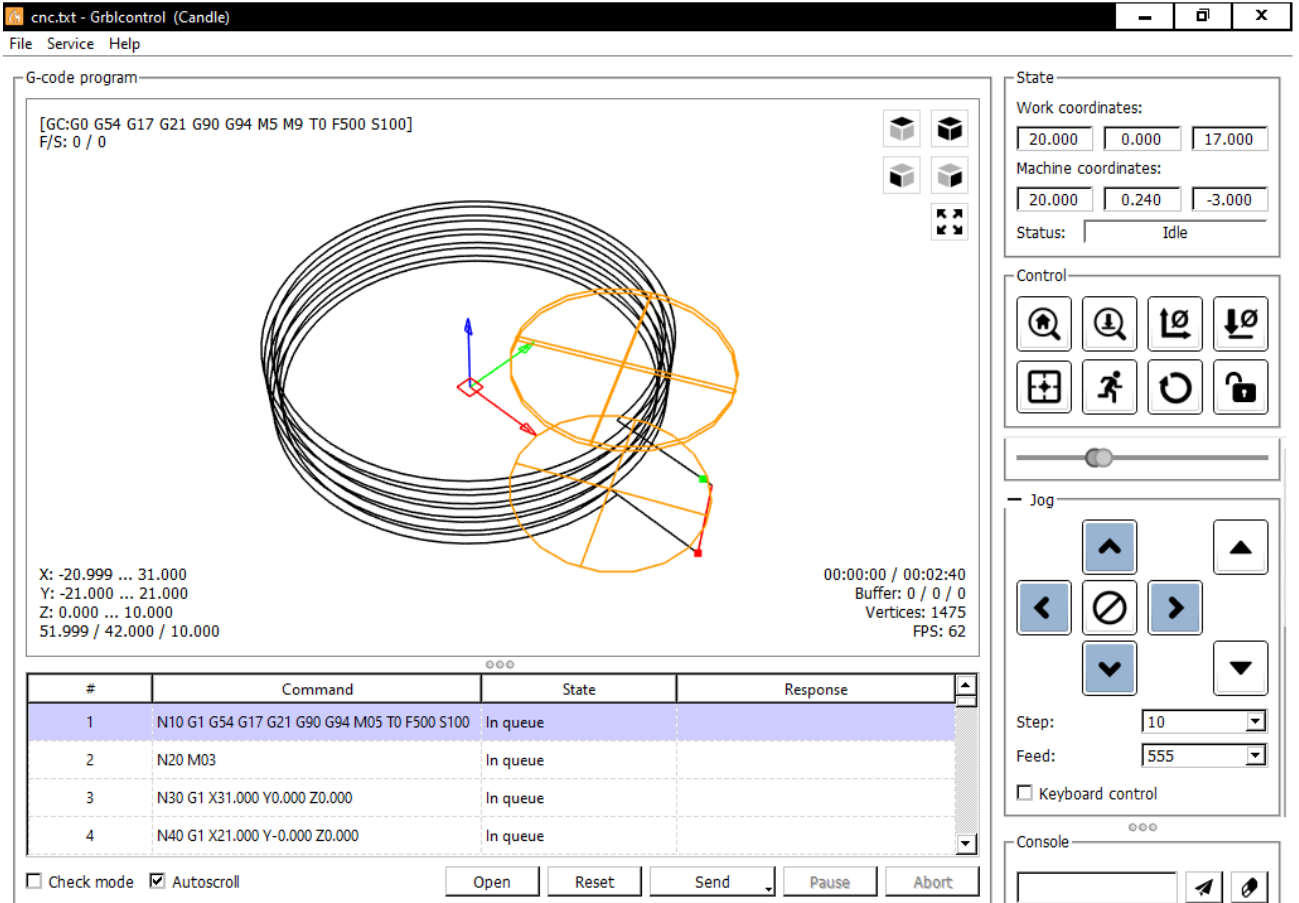 cnc.txt - Grblcontrol (Candle)
File Service Help
G-code program
[GC:G0 G54 G17 G21 G90 G94 M5 M9 T0 F500 S100]
F/S: 0 / 0
X: -20.999 ... 31.000
Y: -21.000 ... 21.000
Z: 0.000 ... 10.000
51.999 / 42.000 / 10.000
00:00:00 / 00:02:40
Buffer: 0 / 0 / 0
Vertices: 1475
FPS: 62
# Command State Response
1 N10 G1 G54 G17 G21 G90 G94 M05 T0 F500 S100 In queue
2 N20 M03 In queue
3 N30 G1 X31.000 Y0.000 Z0.000 In queue
4 N40 G1 X21.000 Y-0.000 Z0.000 In queue
Check mode Autoscroll Open Reset Send Pause Abort
State
Work coordinates:
20.000 0.000 17.000
Machine coordinates:
20.000 0.240 -3.000
Status: Idle
Control
Jog
Step: 10
Feed: 555
Keyboard control
Console